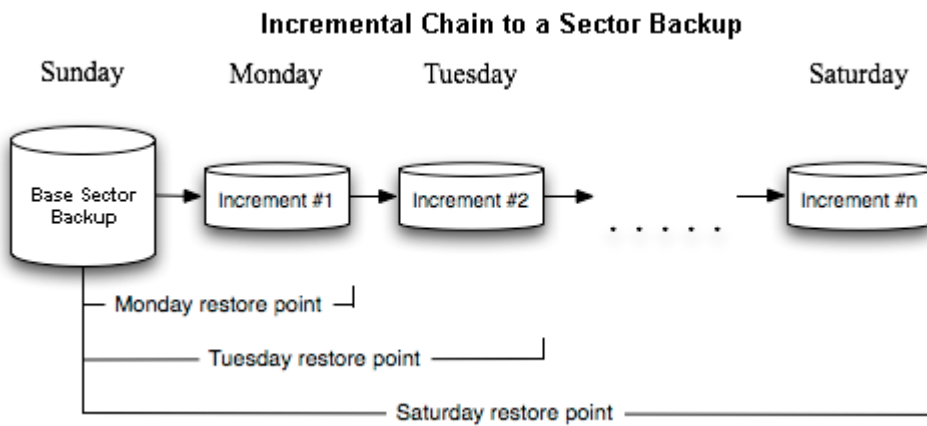 Incremental Chain to a Sector Backup
Sunday Monday Tuesday Saturday
Base Sector
Backup
Increment #1 Increment #2 Increment #n
. . . . .
Monday restore point
Tuesday restore point
Saturday restore point